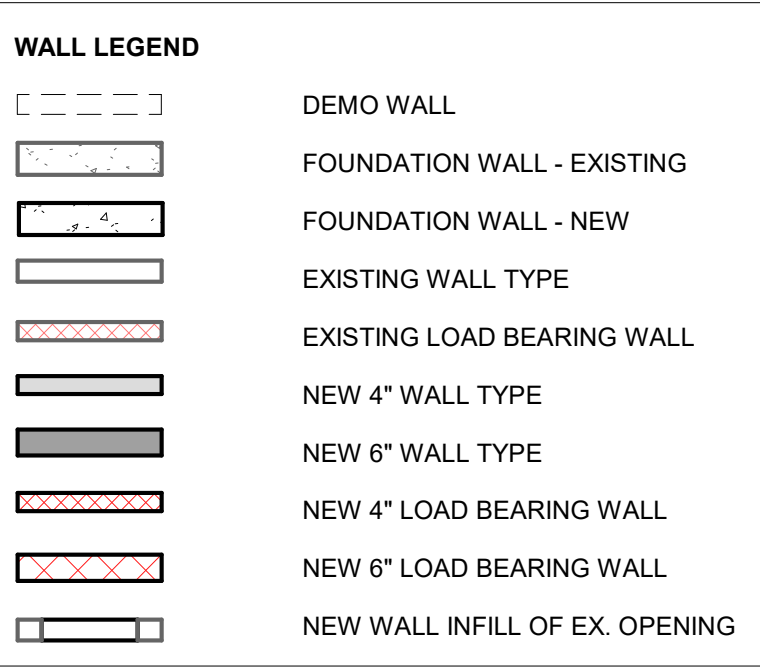 WALL LEGEND
DEMO WALL
FOUNDATION WALL - EXISTING
FOUNDATION WALL - NEW
EXISTING WALL TYPE
EXISTING LOAD BEARING WALL
NEW 4" WALL TYPE
NEW 6" WALL TYPE
NEW 4" LOAD BEARING WALL
NEW 6" LOAD BEARING WALL
NEW WALL INFILL OF EX. OPENING